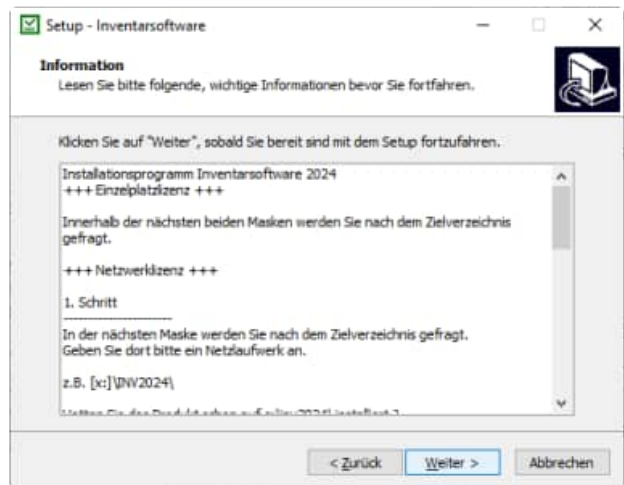 Setup - Inventarsoftware
Information
Lesen Sie bitte folgende, wichtige Informationen bevor Sie fortfahren.
Klicken Sie auf "Weiter", sobald Sie bereit sind mit dem Setup fortzufahren.
Installationsprogramm Inventarsoftware 2024
+++ Einzelplatzlizenz +++
Innerhalb der nächsten beiden Masken werden Sie nach dem Zielverzeichnis
gefragt.
+++ Netzwerklizenz +++
1. Schritt
------------------------
In der nächsten Maske werden Sie nach dem Zielverzeichnis gefragt.
Geben Sie dort bitte ein Netzlaufwerk an.
z.B. [x:]\INV2024\
< Zurück
Weiter >
Abbrechen